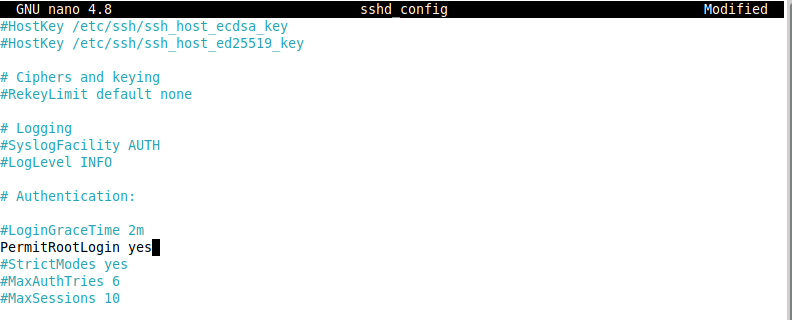 GNU nano 4.8 sshd_config Modified
#HostKey /etc/ssh/ssh_host_ecdsa_key
#HostKey /etc/ssh/ssh_host_ed25519_key
# Ciphers and keying
#RekeyLimit default none
# Logging
#SyslogFacility AUTH
#LogLevel INFO
# Authentication:
#LoginGraceTime 2m
PermitRootLogin yes
#StrictModes yes
#MaxAuthTries 6
#MaxSessions 10